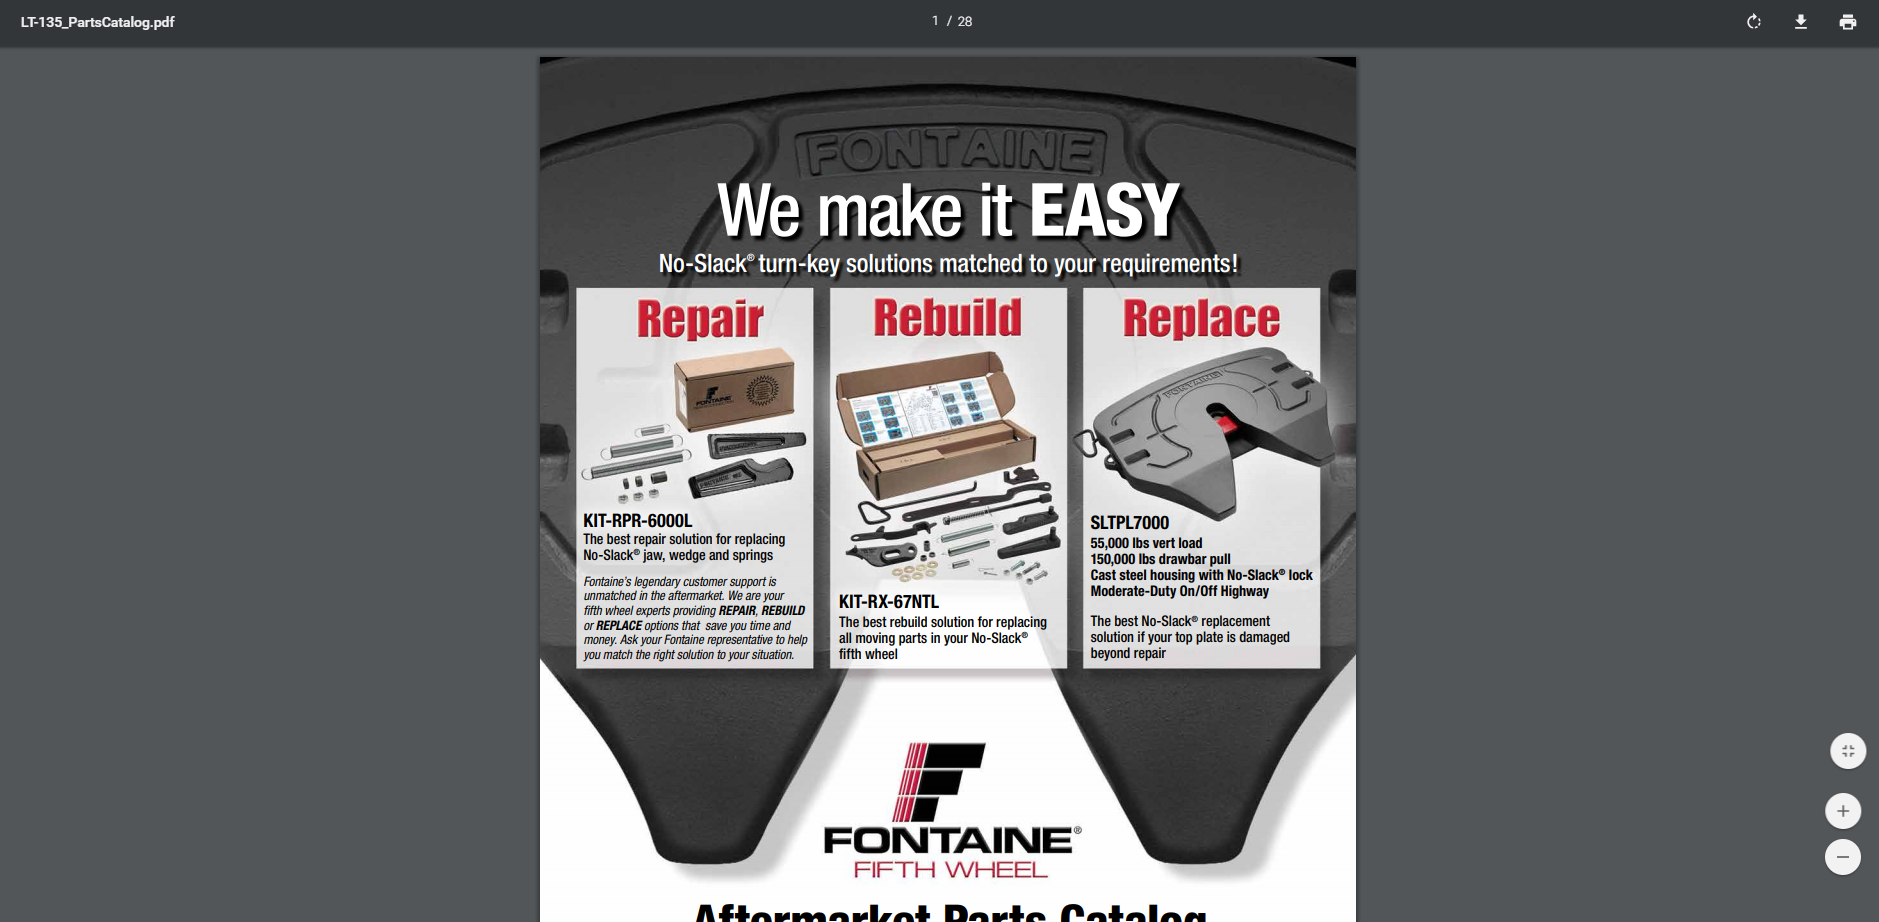 LT-135_PartsCatalog.pdf
1 / 28
FONTAINE
We make it EASY
No-Slack® turn-key solutions matched to your requirements!
Repair
FONTAINE
KIT-RPR-6000L
The best repair solution for replacing
No-Slack® jaw, wedge and springs
Fontaine's legendary customer support is
unmatched in the aftermarket. We are your
fifth wheel experts providing REPAIR, REBUILD
or REPLACE options that save you time and
money. Ask your Fontaine representative to help
you match the right solution to your situation.
Rebuild
KIT-RX-67NTL
The best rebuild solution for replacing
all moving parts in your No-Slack®
fifth wheel
Replace
FONTAINE
SLTPL7000
55,000 lbs vert load
150,000 lbs drawbar pull
Cast steel housing with No-Slack® lock
Moderate-Duty On/Off Highway
The best No-Slack® replacement
solution if your top plate is damaged
beyond repair
FONTAINE®
FIFTH WHEEL
Aftermarket Parts Catalog